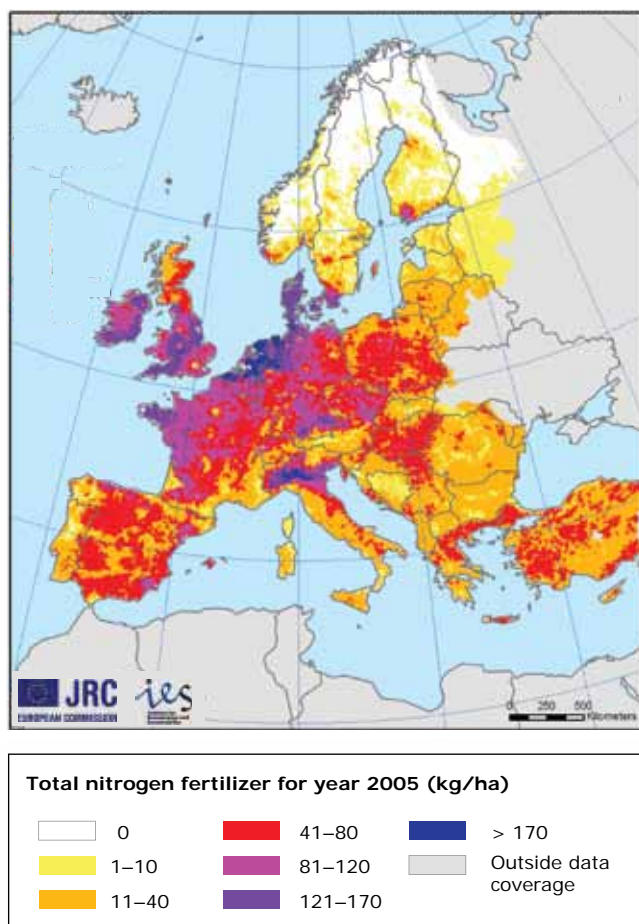 JRC
EUROPEAN COMMISSION
ies
0 250 500
Kilometers
Total nitrogen fertilizer for year 2005 (kg/ha)
0
41–80
> 170
1–10
81–120
Outside data
coverage
11–40
121–170